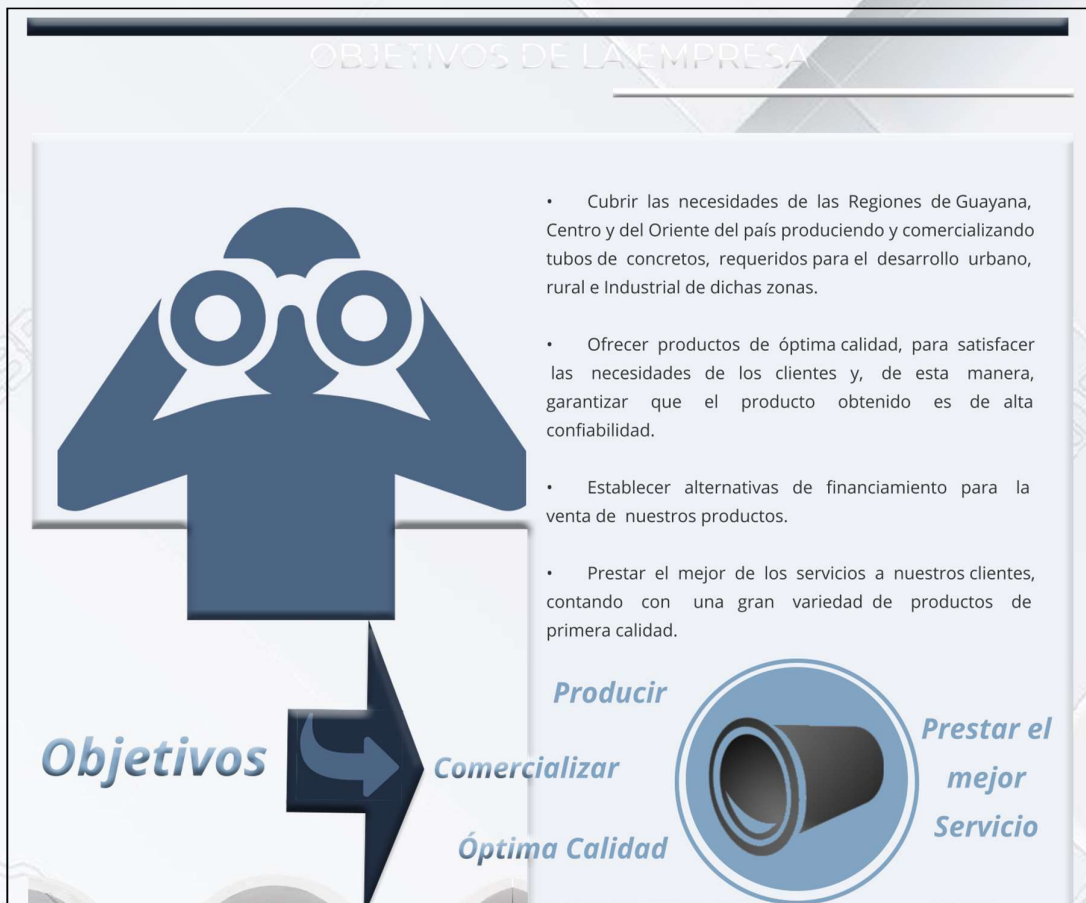 OBJETIVOS DE LA EMPRESA
• Cubrir las necesidades de las Regiones de Guayana,
Centro y del Oriente del país produciendo y comercializando
tubos de concretos, requeridos para el desarrollo urbano,
rural e Industrial de dichas zonas.
• Ofrecer productos de óptima calidad, para satisfacer
las necesidades de los clientes y, de esta manera,
garantizar que el producto obtenido es de alta
confiabilidad.
• Establecer alternativas de financiamiento para la
venta de nuestros productos.
• Prestar el mejor de los servicios a nuestros clientes,
contando con una gran variedad de productos de
primera calidad.
Objetivos
Producir
Comercializar
Óptima Calidad
Prestar el
mejor
Servicio